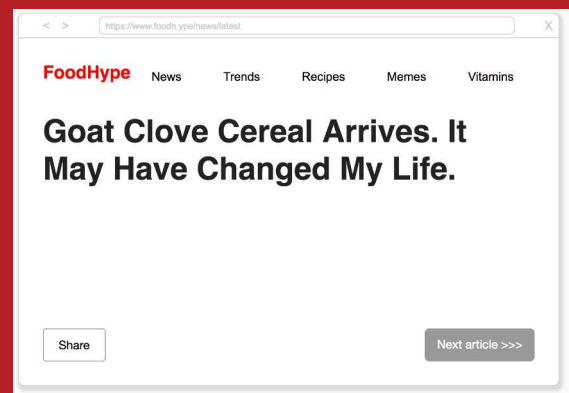 < >
https://www.foodh.ype/news/latest
X
FoodHype News Trends Recipes Memes Vitamins
Goat Clove Cereal Arrives. It
May Have Changed My Life.
Share
Next article >>>